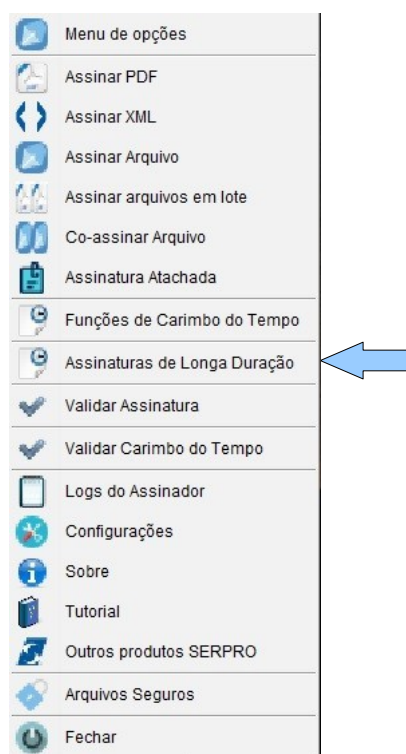 Menu de opções
Assinar PDF
Assinar XML
Assinar Arquivo
Assinar arquivos em lote
Co-assinar Arquivo
Assinatura Atachada
Funções de Carimbo do Tempo
Assinaturas de Longa Duração
Validar Assinatura
Validar Carimbo do Tempo
Logs do Assinador
Configurações
Sobre
Tutorial
Outros produtos SERPRO
Arquivos Seguros
Fechar